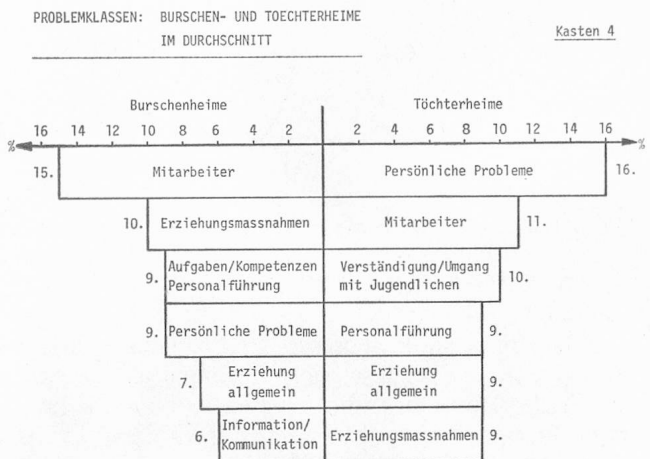 PROBLEMKLASSEN: BURSCHEN- UND TOECHTERHEIME
IM DURCHSCHNITT
Kasten 4
Burschenheime
Töchterheime
% 16 14 12 10 8 6 4 2 2 4 6 8 10 12 14 16 %
15. Mitarbeiter
Persönliche Probleme 16.
10. Erziehungsmassnahmen
Mitarbeiter 11.
9. Aufgaben/Kompetenzen
Personalführung
Verständigung/Umgang
mit Jugendlichen 10.
9. Persönliche Probleme
Personalführung 9.
7. Erziehung
allgemein
Erziehung
allgemein 9.
6. Information/
Kommunikation
Erziehungsmassnahmen 9.